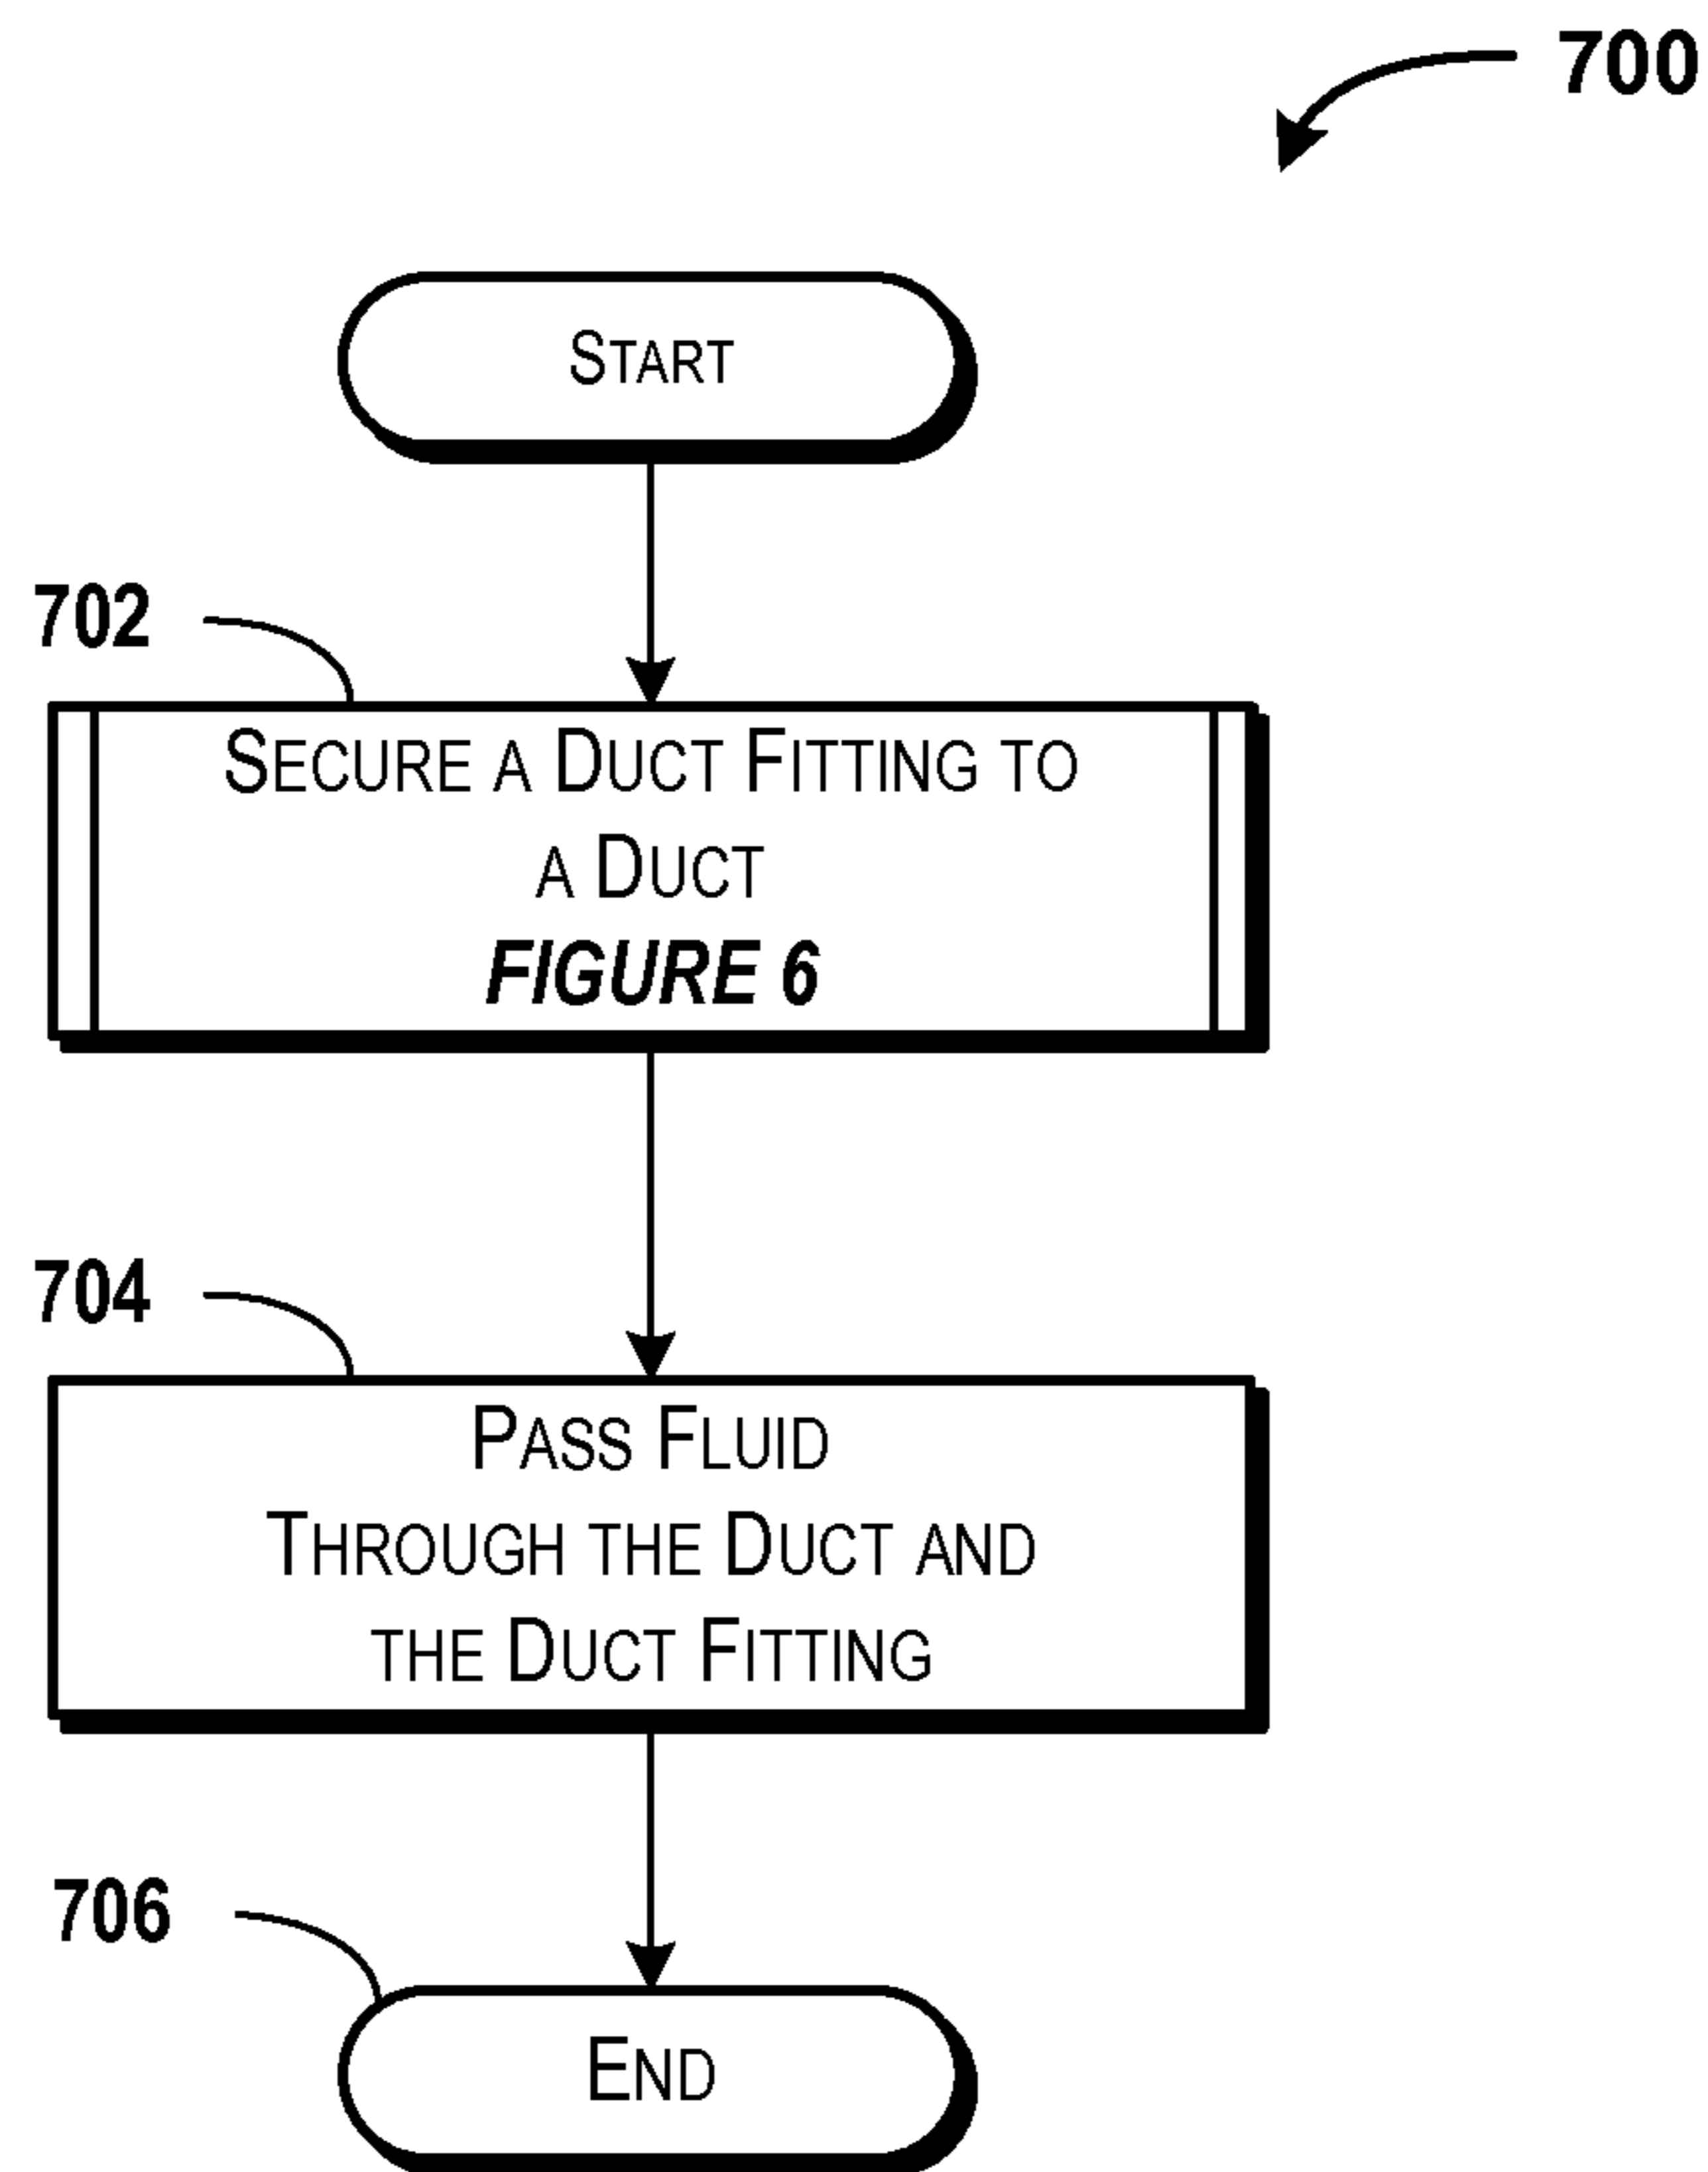 700
START
702
SECURE A DUCT FITTING TO
A DUCT
FIGURE 6
704
PASS FLUID
THROUGH THE DUCT AND
THE DUCT FITTING
706
END